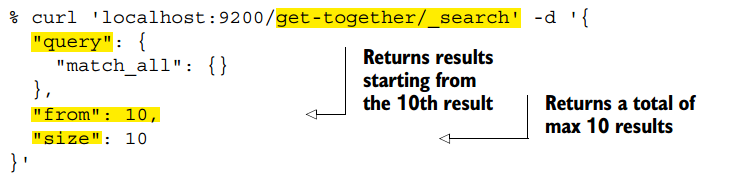 % curl 'localhost:9200/get-together/_search' -d '{
"query": {
"match_all": {}
},
"from": 10,
"size": 10
}'
Returns results
starting from
the 10th result
Returns a total of
max 10 results